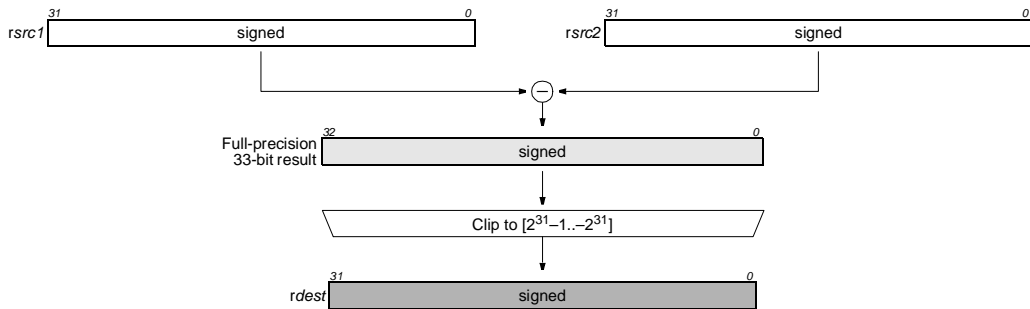 31 0 31 0
rsrc1 signed rsrc2 signed
−
32 0
Full-precision
33-bit result signed
Clip to [2³¹–1..–2³¹]
31 0
rdest signed